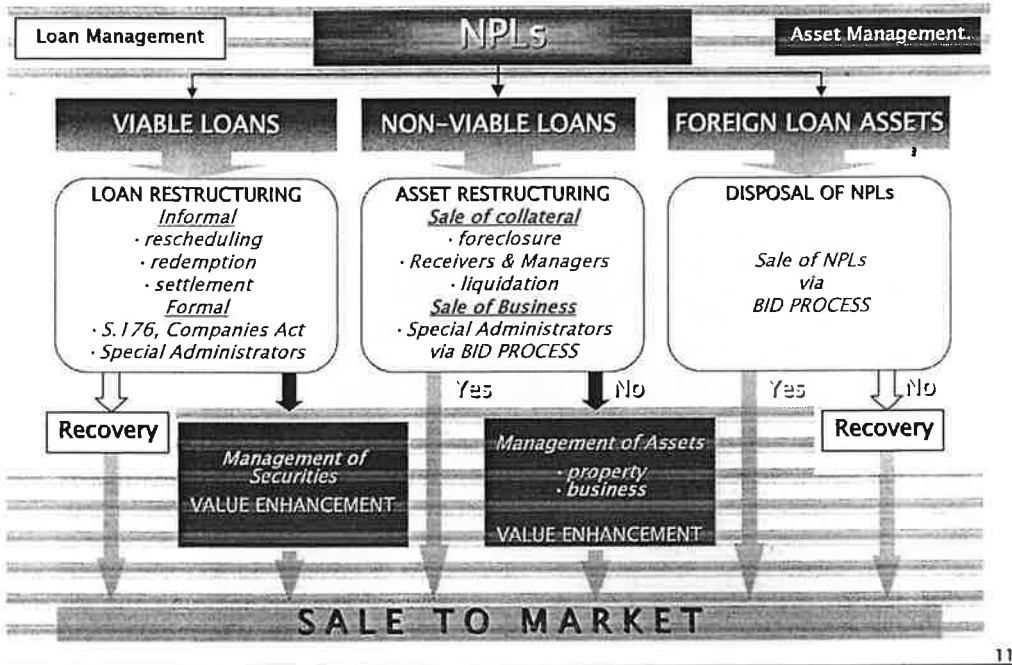 Loan Management
NPLs
Asset Management.
VIABLE LOANS
NON-VIABLE LOANS
FOREIGN LOAN ASSETS
LOAN RESTRUCTURING
Informal
· rescheduling
· redemption
· settlement
Formal
· S.176, Companies Act
· Special Administrators
ASSET RESTRUCTURING
Sale of collateral
· foreclosure
· Receivers & Managers
· liquidation
Sale of Business
· Special Administrators
via BID PROCESS
DISPOSAL OF NPLs
Sale of NPLs
via
BID PROCESS
Yes
No
Yes
No
Recovery
Management of
Securities
VALUE ENHANCEMENT
Management of Assets
· property
· business
VALUE ENHANCEMENT
Recovery
SALE TO MARKET
11